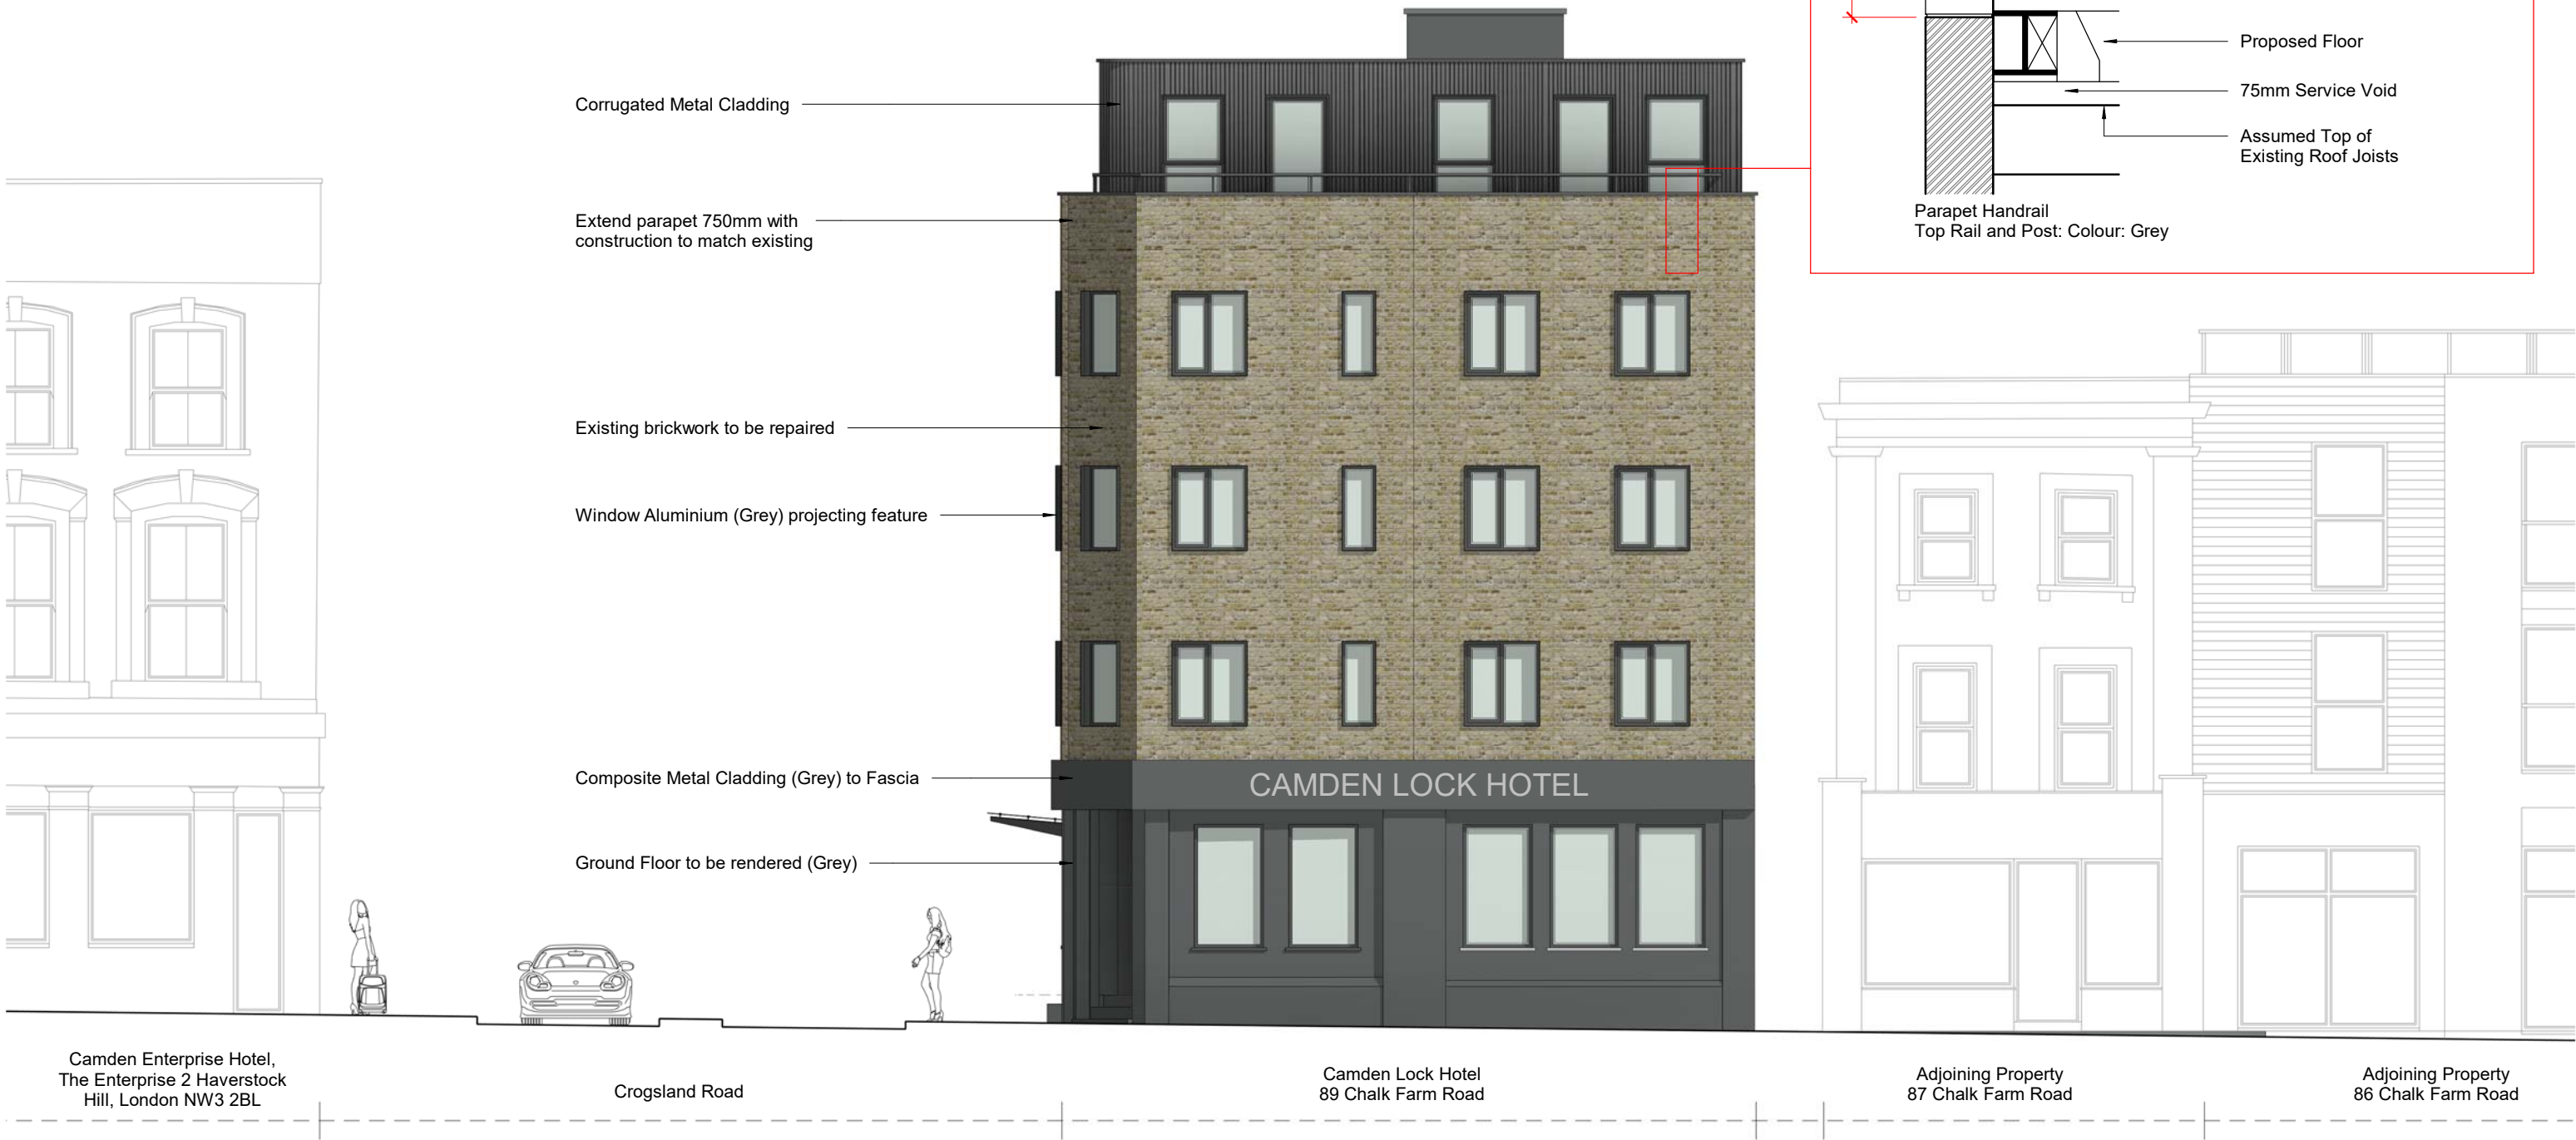 Corrugated Metal Cladding
Extend parapet 750mm with
construction to match existing
Existing brickwork to be repaired
Window Aluminium (Grey) projecting feature
Composite Metal Cladding (Grey) to Fascia
Ground Floor to be rendered (Grey)
CAMDEN LOCK HOTEL
Proposed Floor
75mm Service Void
Assumed Top of
Existing Roof Joists
Parapet Handrail
Top Rail and Post: Colour: Grey
Camden Enterprise Hotel,
The Enterprise 2 Haverstock
Hill, London NW3 2BL
Crogsland Road
Camden Lock Hotel
89 Chalk Farm Road
Adjoining Property
87 Chalk Farm Road
Adjoining Property
86 Chalk Farm Road